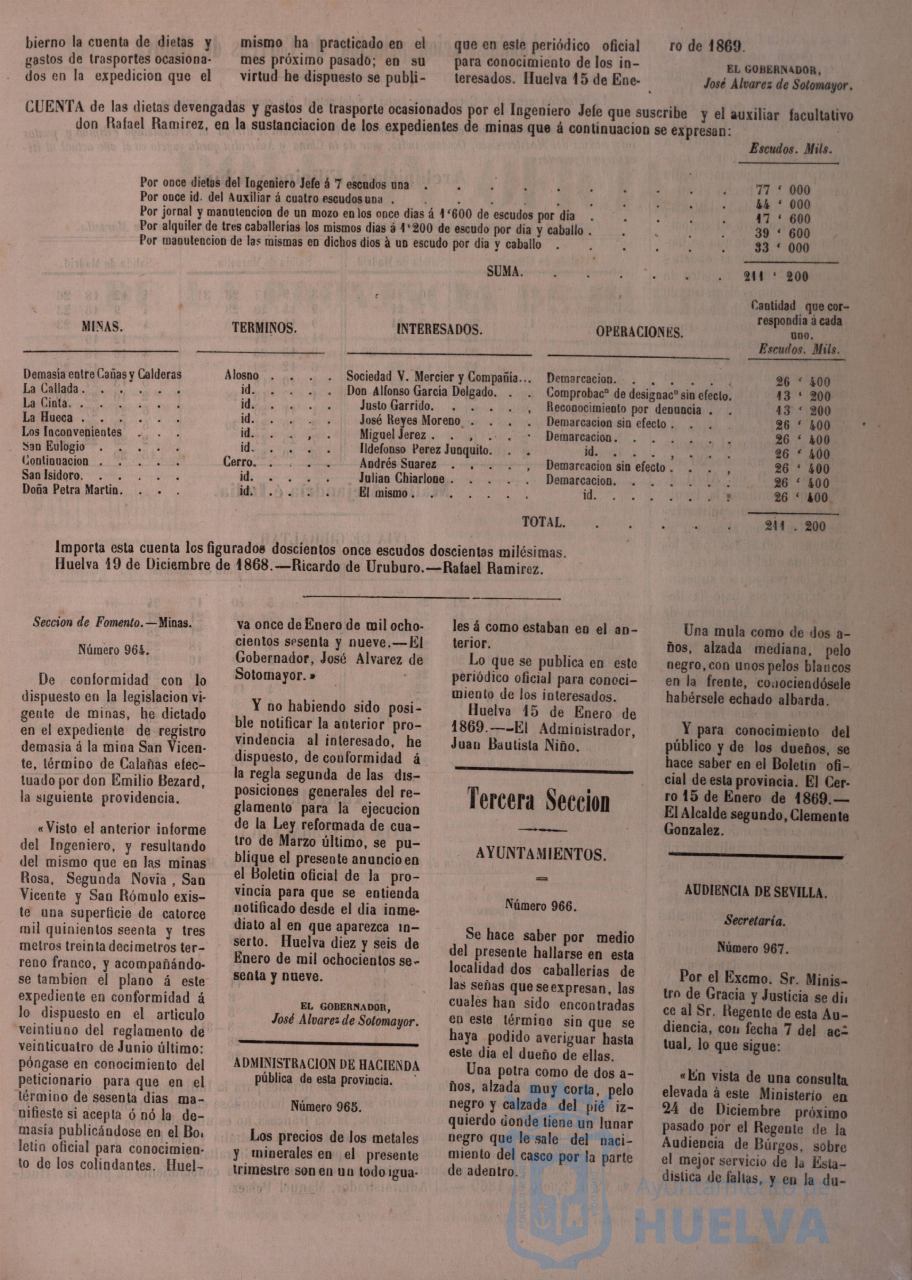 bierno la cuenta de dietas y
gastos de trasportes ocasiona-
dos en la expedicion que el
mismo ha practicado en el
mes próximo pasado; en su
virtud he dispuesto se publi-
que en este periódico oficial
para conocimiento de los in-
teresados. Huelva 15 de Ene-
ro de 1869.
EL GOBERNADOR,
José Alvarez de Sotomayor.
CUENTA de las dietas devengadas y gastos de trasporte ocasionados por el Ingeniero Jefe que suscribe y el auxiliar facultativo
don Rafael Ramirez, en la sustanciacion de los expedientes de minas que á continuacion se expresan:
Escudos. Mils.
Por once dietas del Ingeniero Jefe á 7 escudos una . . . . . . . . . . 77 ‘ 000
Por once id. del Auxiliar á cuatro escudos una . . . . . . . . . . 44 ‘ 000
Por jornal y manutencion de un mozo en los once dias á 1‘600 de escudos por dia . . . . . 17 ‘ 600
Por alquiler de tres caballerias los mismos dias á 1‘200 de escudo por dia y caballo . . . . . 39 ‘ 600
Por manutencion de las mismas en dichos dios à un escudo por dia y caballo . . . . . . 33 ‘ 000
SUMA. . . . . . . 211 ‘ 200
MINAS. TERMINOS. INTERESADOS. OPERACIONES.
Cantidad que cor-
respondia á cada
uno.
Escudos. Mils.
Demasía entre Cañas y Calderas Alosno . . . . Sociedad V. Mercier y Compañia... Demarcacion. . . . . . . 26 ‘ 400
La Callada . . . . . . id. . . . . Don Alfonso Garcia Delgado. . . Comprobacⁿ de designacⁿ sin efecto. 13 ‘ 200
La Cinta. . . . . . . id. . . . . Justo Garrido. . . . . , Reconocimiento por denuncia . . 13 ‘ 200
La Hueca . . . . . . id. . . . . José Reyes Moreno . . . . Demarcacion sin efecto . . . 26 ‘ 400
Los Inconvenientes . . . id. . . , . Miguel Jerez . . , . . . Demarcacion. . . . . . . 26 ‘ 400
San Eulogio . . . . . id. . . . . Ildefonso Perez Junquito. . . id. . . . , . . . 26 ‘ 400
Continuacion . . . . . Cerro. . . . . Andrés Suarez . . . . . , Demarcacion sin efecto . . . , 26 ‘ 400
San Isidoro. . . . . . id. . . . . Julian Chiarlone . . . . . Demarcacion. . . . . . . 26 ‘ 400
Doña Petra Martin. . . . id. . . . . El mismo . . . . . . . id. . . . . . . . 26 ‘ 400
TOTAL. . . . . . 211 . 200
Importa esta cuenta los figurados doscientos once escudos doscientas milésimas.
Huelva 19 de Diciembre de 1868.—Ricardo de Uruburo.—Rafael Ramirez.
Seccion de Fomento.—Minas.
Número 964.
De conformidad con lo
dispuesto en la legislacion vi-
gente de minas, he dictado
en el expediente de registro
demasia á la mina San Vicen-
te, término de Calañas efec-
tuado por don Emilio Bezard,
la siguiente providencia.
«Visto el anterior informe
del Ingeniero, y resultando
del mismo que en las minas
Rosa, Segunda Novia , San
Vicente y San Rómulo exis-
te una superficie de catorce
mil quinientos seenta y tres
metros treinta decimetros ter-
reno franco, y acompañándo-
se tambien el plano á este
expediente en conformidad á
lo dispuesto en el articulo
veintiuno del reglamento de
veinticuatro de Junio último:
póngase en conocimiento del
peticionario para que en el
término de sesenta dias ma-
nifieste si acepta ó nó la de-
masia publicándose en el Bo-
letin oficial para conocimien-
to de los colindantes. Huel-
va once de Enero de mil ocho-
cientos sesenta y nueve.—El
Gobernador, José Alvarez de
Sotomayor.»
Y no habiendo sido posi-
ble notificar la anterior pro-
vindencia al interesado, he
dispuesto, de conformidad á
la regla segunda de las dis-
posiciones generales del re-
glamento para la ejecucion
de la Ley reformada de cua-
tro de Marzo último, se pu-
blique el presente anuncio en
el Boletin oficial de la pro-
vincia para que se entienda
notificado desde el dia inme-
diato al en que aparezca in-
serto. Huelva diez y seis de
Enero de mil ochocientos se-
senta y nueve.
EL GOBERNADOR,
José Alvarez de Sotomayor.
ADMINISTRACION DE HACIENDA
pública de esta provincia.
Número 965.
Los precios de los metales
y minerales en el presente
trimestre son en un todo igua-
les á como estaban en el an-
terior.
Lo que se publica en este
periódico oficial para conoci-
miento de los interesados.
Huelva 15 de Enero de
1869.—-El Administrador,
Juan Bautista Niño.
Tercera Seccion
AYUNTAMIENTOS.
Número 966.
Se hace saber por medio
del presente hallarse en esta
localidad dos caballerias de
las señas que se expresan, las
cuales han sido encontradas
en este término sin que se
haya podido averiguar hasta
este dia el dueño de ellas.
Una potra como de dos a-
ños, alzada muy corta, pelo
negro y calzada del pié iz-
quierdo donde tiene un lunar
negro que le sale del naci-
miento del casco por la parte
de adentro.
Una mula como de dos a-
ños, alzada mediana, pelo
negro, con unos pelos blancos
en la frente, conociendósele
habérsele echado albarda.
Y para conocimiento del
público y de los dueños, se
hace saber en el Boletin ofi-
cial de esta provincia. El Cer-
ro 15 de Enero de 1869.—
El Alcalde segundo, Clemente
Gonzalez.
AUDIENCIA DE SEVILLA.
Secretaría.
Número 967.
Por el Excmo. Sr. Minis-
tro de Gracia y Justicia se di-
ce al Sr. Regente de esta Au-
diencia, con fecha 7 del ac-
tual, lo que sigue:
«En vista de una consulta
elevada á este Ministerio en
24 de Diciembre próximo
pasado por el Regente de la
Audiencia de Búrgos, sobre
el mejor servicio de la Esta-
distica de faltas, y en la du-
Ayuntamiento de
HUELVA